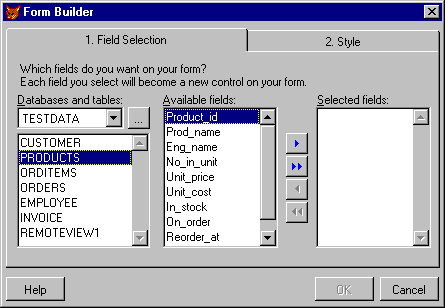 Form Builder
1. Field Selection
2. Style
Which fields do you want on your form?
Each field you select will become a new control on your form.
Databases and tables:
TESTDATA
...
CUSTOMER
PRODUCTS
ORDITEMS
ORDERS
EMPLOYEE
INVOICE
REMOTEVIEW1
Available fields:
Product_id
Prod_name
Eng_name
No_in_unit
Unit_price
Unit_cost
In_stock
On_order
Reorder_at
Selected fields:
Help
OK
Cancel